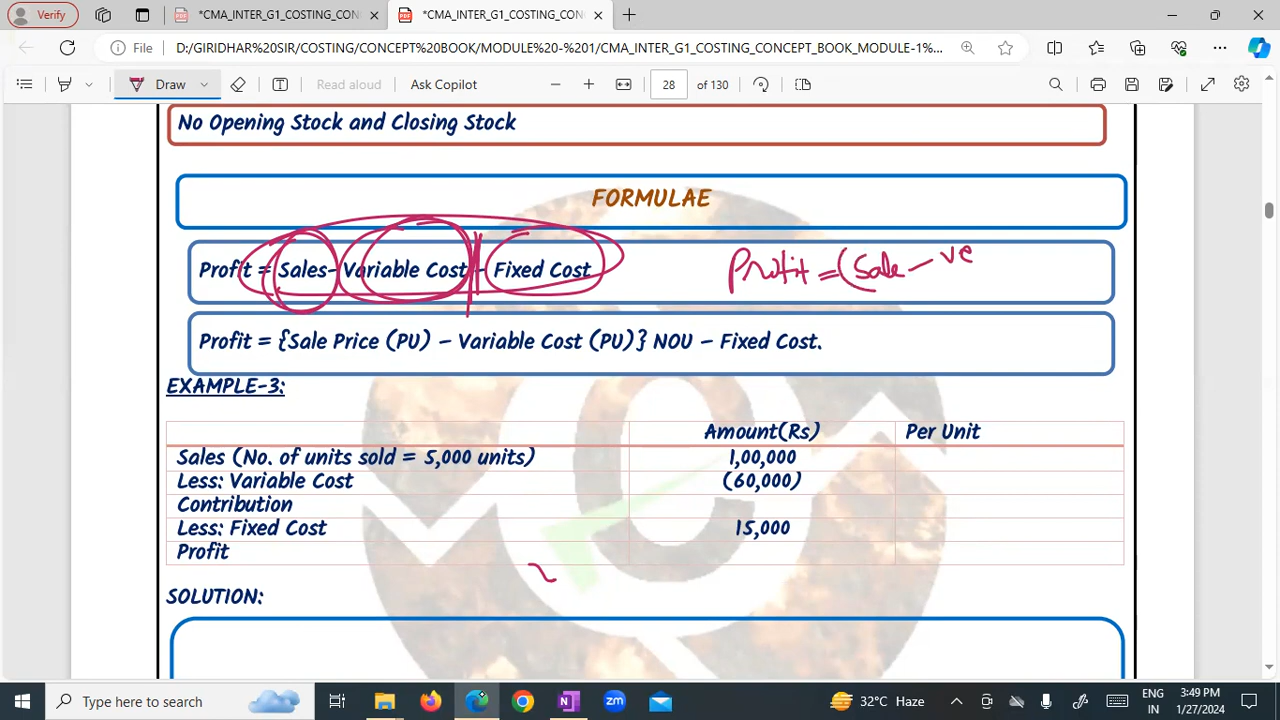 Verify
*CMA_INTER_G1_COSTING_CON
*CMA_INTER_G1_COSTING_CON
File
D:/GIRIDHAR%20SIR/COSTING/CONCEPT%20BOOK/MODULE%20-%201/CMA_INTER_G1_COSTING_CONCEPT_BOOK_MODULE-1%...
Draw
Read aloud
Ask Copilot
28 of 130
No Opening Stock and Closing Stock
FORMULAE
Profit = Sales- Variable Cost - Fixed Cost
Profit = (Sale - ve
Profit = {Sale Price (PU) - Variable Cost (PU)} NOU - Fixed Cost.
EXAMPLE-3:
Amount(Rs) Per Unit
Sales (No. of units sold = 5,000 units) 1,00,000
Less: Variable Cost (60,000)
Contribution
Less: Fixed Cost 15,000
Profit
SOLUTION:
Type here to search
32°C Haze
ENG
IN
3:49 PM
1/27/2024